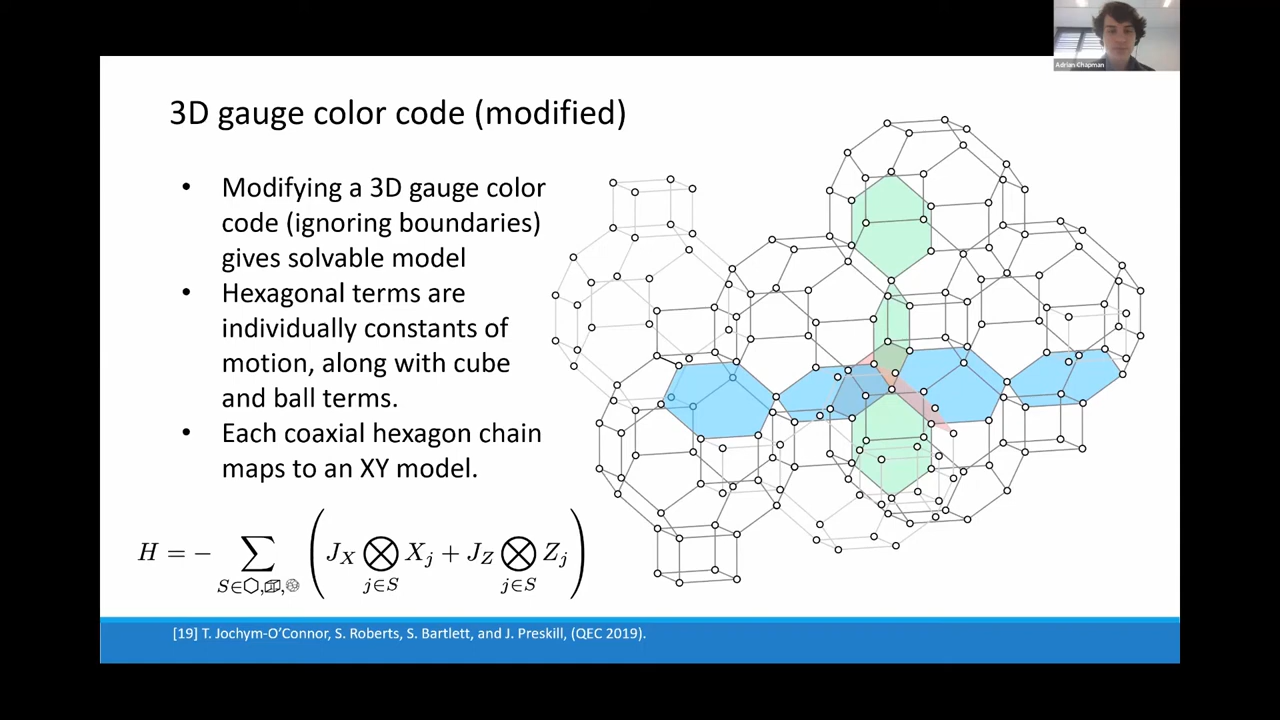 Adrian Chapman
3D gauge color code (modified)
• Modifying a 3D gauge color
code (ignoring boundaries)
gives solvable model
• Hexagonal terms are
individually constants of
motion, along with cube
and ball terms.
• Each coaxial hexagon chain
maps to an XY model.
H = − ∑_{S∈⬡,⬚,⚽} ( J_X ⨂_{j∈S} X_j + J_Z ⨂_{j∈S} Z_j )
[19] T. Jochym-O’Connor, S. Roberts, S. Bartlett, and J. Preskill, (QEC 2019).